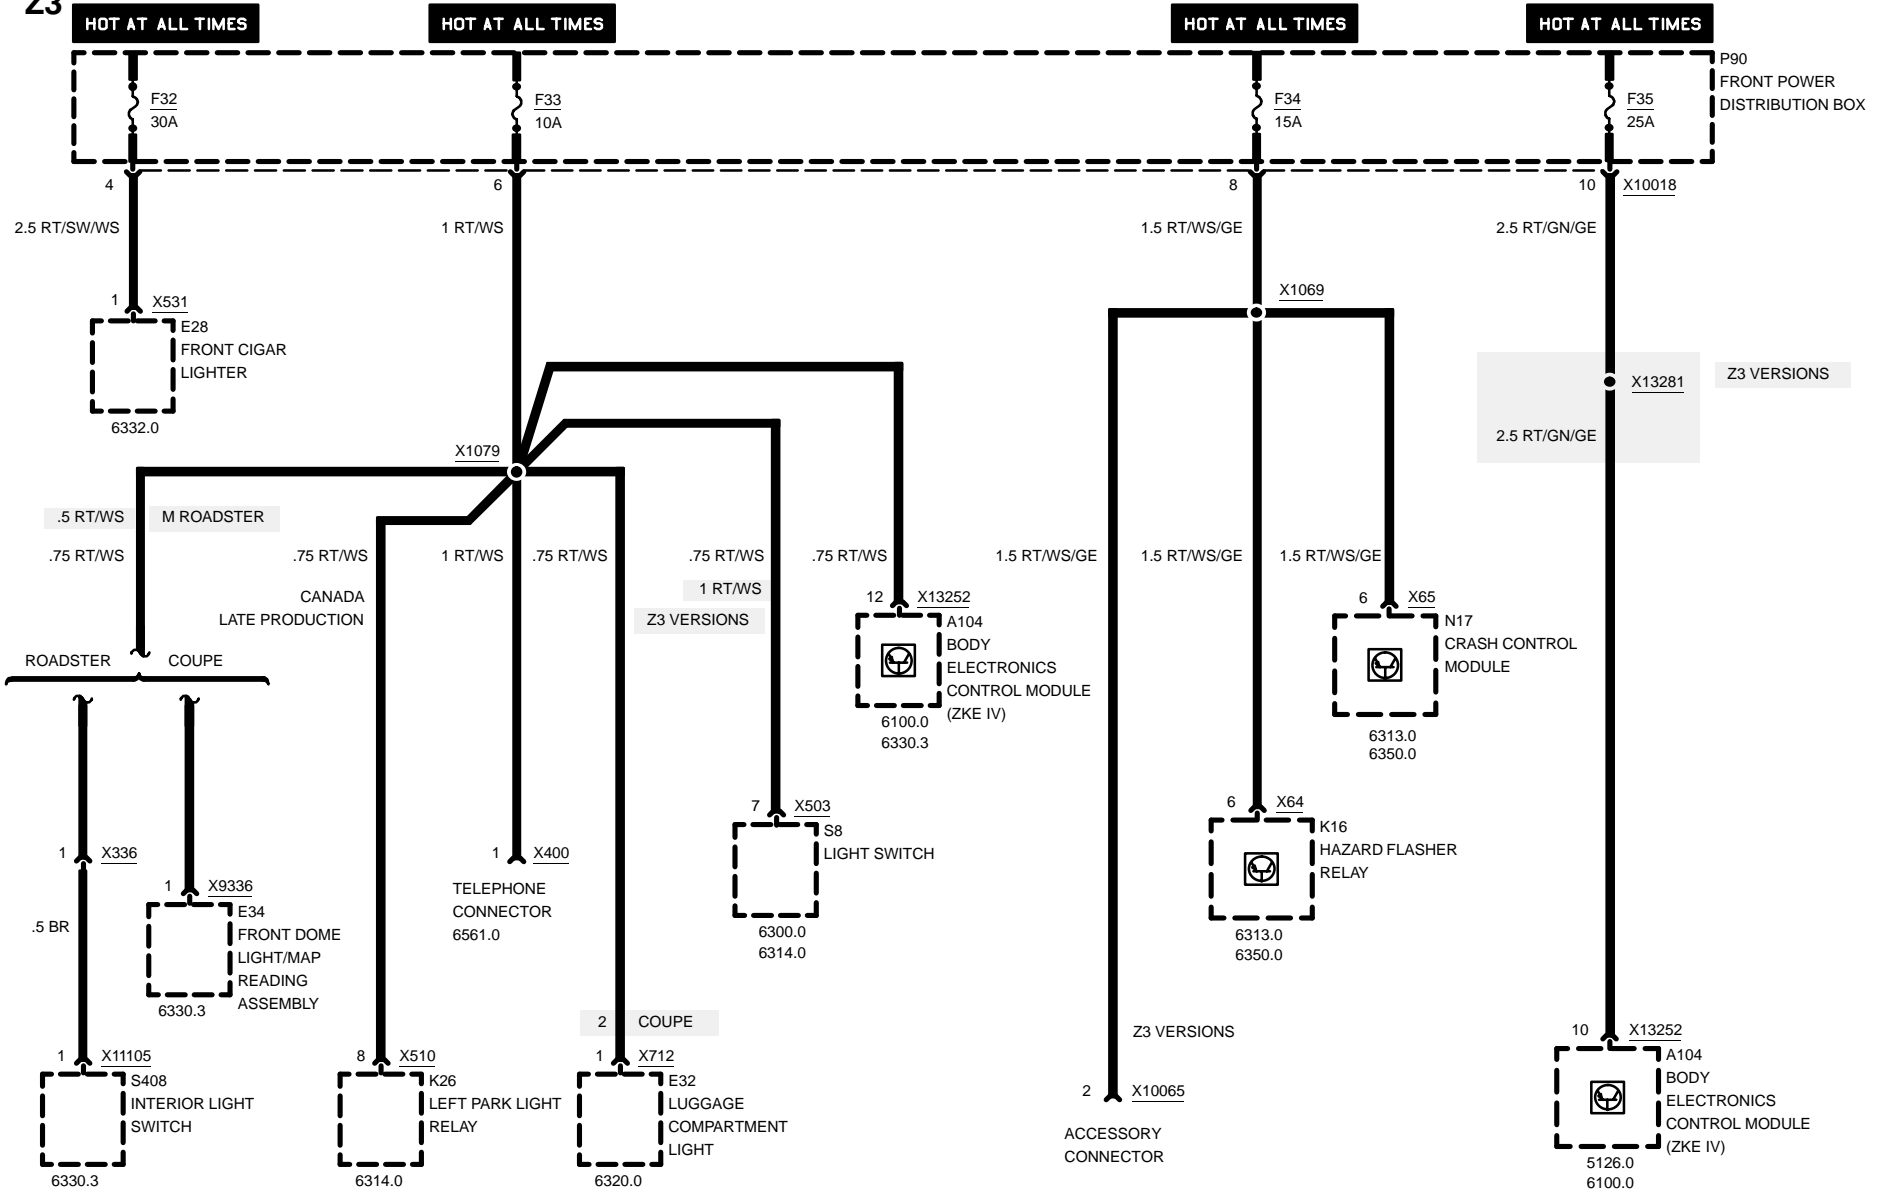 Z3
HOT AT ALL TIMES
HOT AT ALL TIMES
HOT AT ALL TIMES
HOT AT ALL TIMES
P90
FRONT POWER
DISTRIBUTION BOX
F32
30A
F33
10A
F34
15A
F35
25A
4
6
8
10
X10018
2.5 RT/SW/WS
1 RT/WS
1.5 RT/WS/GE
2.5 RT/GN/GE
1
X531
E28
FRONT CIGAR
LIGHTER
6332.0
X1069
X13281
Z3 VERSIONS
2.5 RT/GN/GE
X1079
.5 RT/WS
M ROADSTER
.75 RT/WS
.75 RT/WS
1 RT/WS
.75 RT/WS
.75 RT/WS
.75 RT/WS
1.5 RT/WS/GE
1.5 RT/WS/GE
1.5 RT/WS/GE
CANADA
LATE PRODUCTION
1 RT/WS
Z3 VERSIONS
12
X13252
A104
BODY
ELECTRONICS
CONTROL MODULE
(ZKE IV)
6100.0
6330.3
6
X65
N17
CRASH CONTROL
MODULE
6313.0
6350.0
ROADSTER
COUPE
7
X503
S8
LIGHT SWITCH
6300.0
6314.0
6
X64
K16
HAZARD FLASHER
RELAY
6313.0
6350.0
1
X336
1
X400
TELEPHONE
CONNECTOR
6561.0
1
X9336
E34
FRONT DOME
LIGHT/MAP
READING
ASSEMBLY
6330.3
.5 BR
2
COUPE
Z3 VERSIONS
1
X11105
S408
INTERIOR LIGHT
SWITCH
6330.3
8
X510
K26
LEFT PARK LIGHT
RELAY
6314.0
1
X712
E32
LUGGAGE
COMPARTMENT
LIGHT
6320.0
2
X10065
ACCESSORY
CONNECTOR
10
X13252
A104
BODY
ELECTRONICS
CONTROL MODULE
(ZKE IV)
5126.0
6100.0